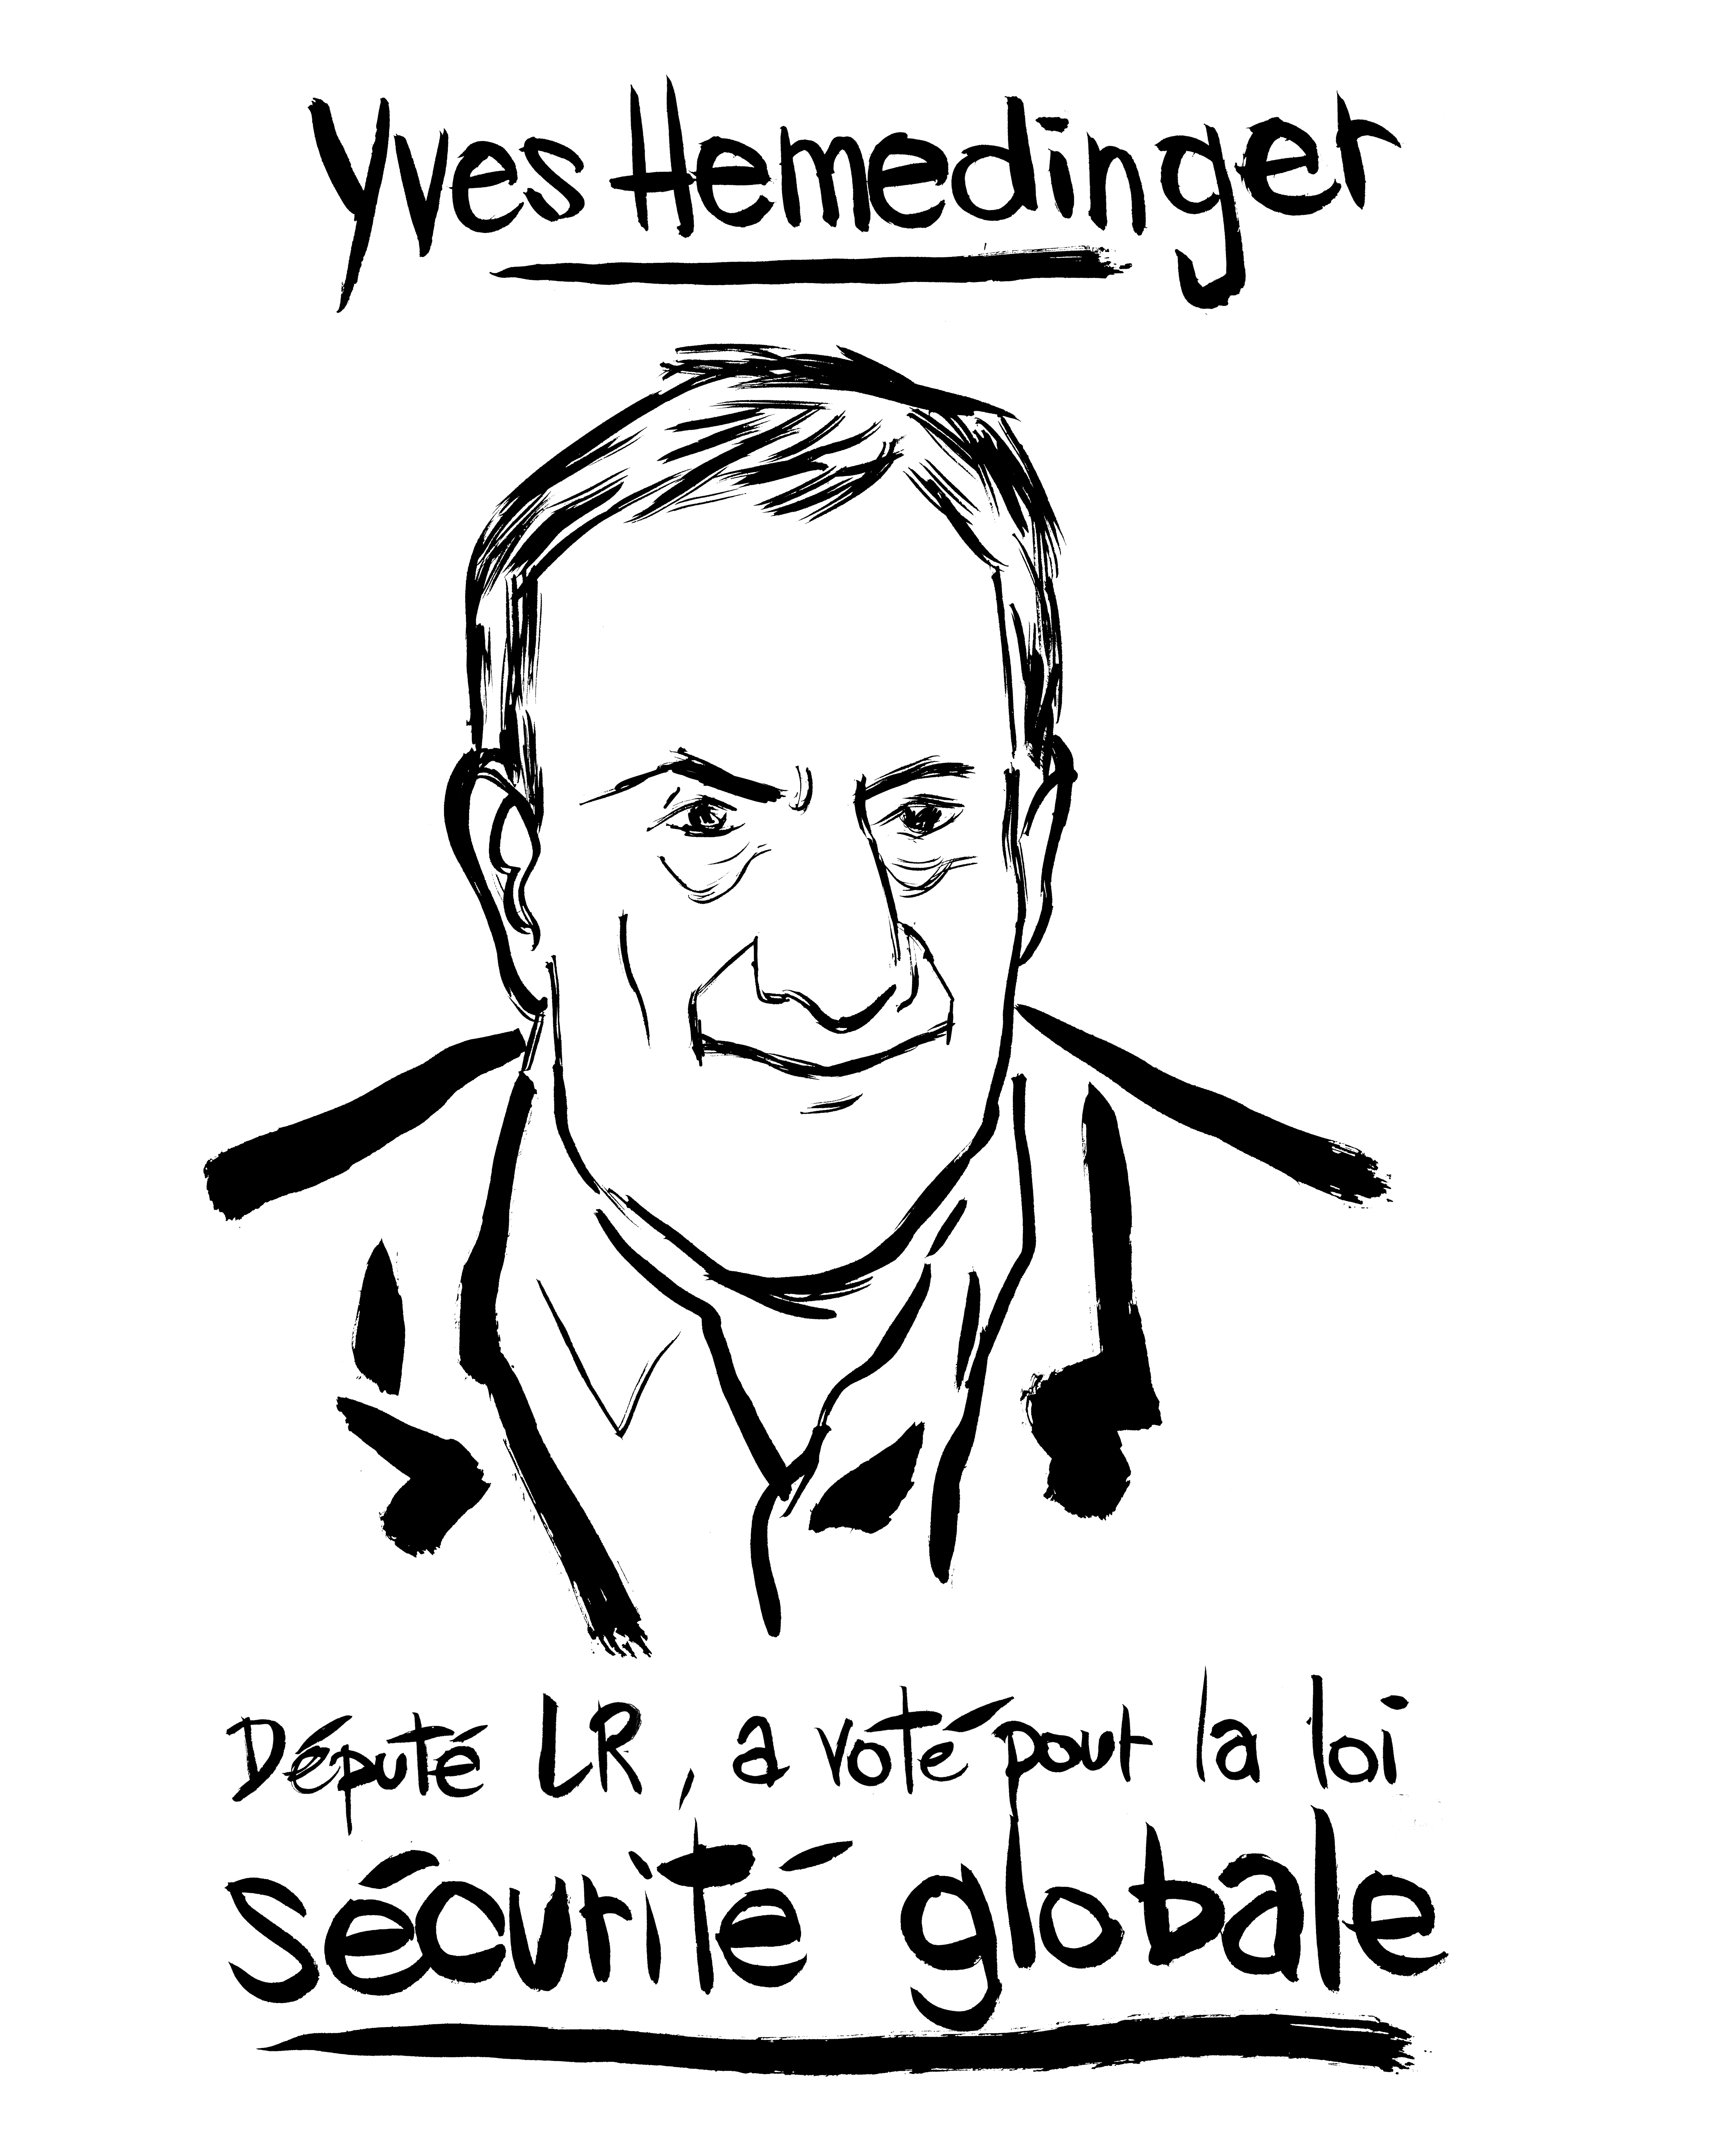 Yves Hemedinger
Député LR, a voté pour la loi
sécurité globale